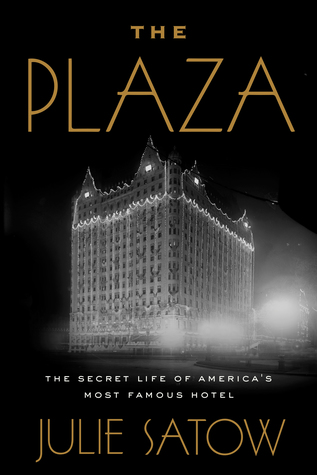 THE
PLAZA
THE SECRET LIFE OF AMERICA'S
MOST FAMOUS HOTEL
JULIE SATOW